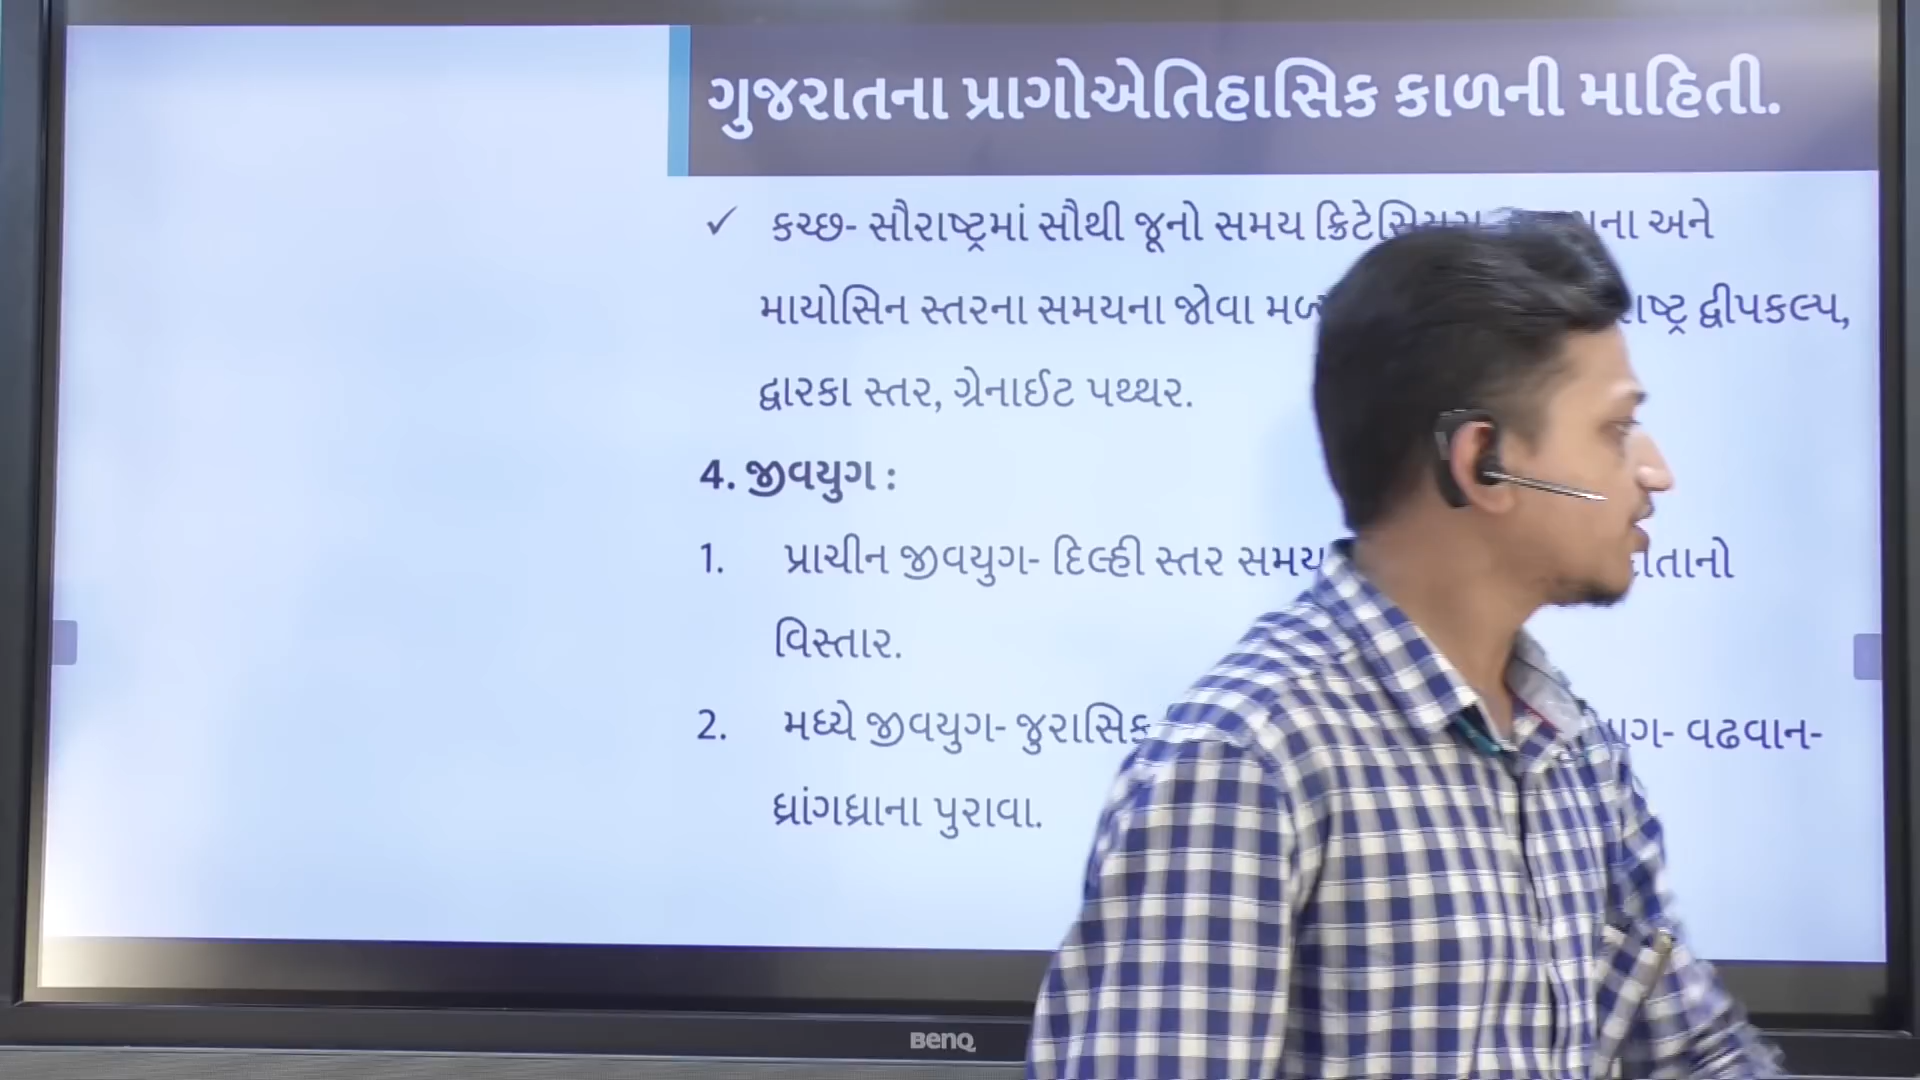 ગુજરાતના પ્રાગોએતિહાસિક કાળની માહિતી.
✓ કચ્છ- સૌરાષ્ટ્રમાં સૌથી જૂનો સમય અને
માયોસિન સ્તરના સમયના જોવા દ્વીપકલ્પ,
દ્વારકા સ્તર, ગ્રેનાઈટ પથ્થર.
4. જીવયુગ :
1. પ્રાચીન જીવયુગ- દિલ્હી સ્તર
વિસ્તાર.
2. મધ્યે જીવયુગ- વઢવાન-
ધ્રાંગધ્રાના પુરાવા.
BenQ